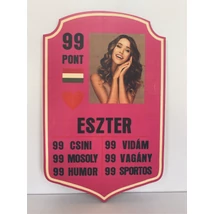 99
PONT
ESZTER
99 CSINI 99 VIDÁM
99 MOSOLY 99 VAGÁNY
99 HUMOR 99 SPORTOS